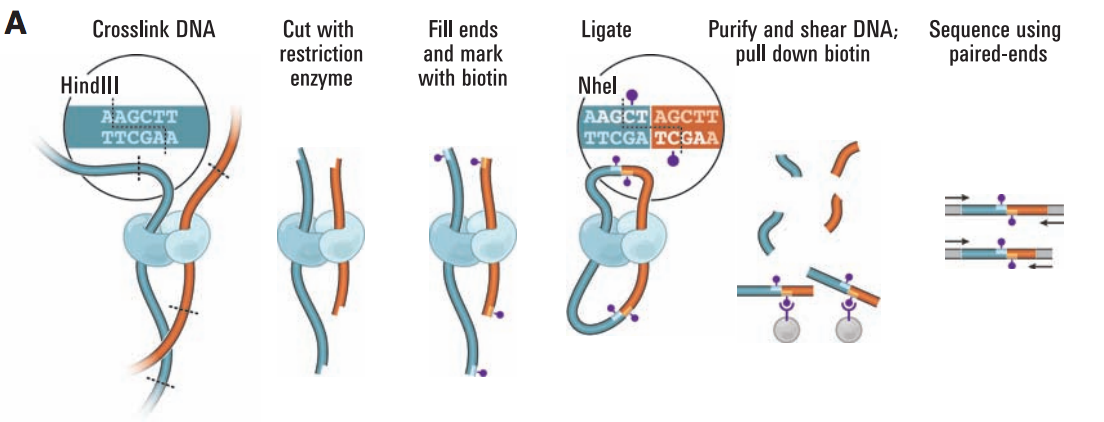 A
Crosslink DNA
Cut with
restriction
enzyme
Fill ends
and mark
with biotin
Ligate
Purify and shear DNA;
pull down biotin
Sequence using
paired-ends
HindIII
AAGCTT
TTCGAA
NheI
AAGCT AGCTT
TTCGA TCGAA